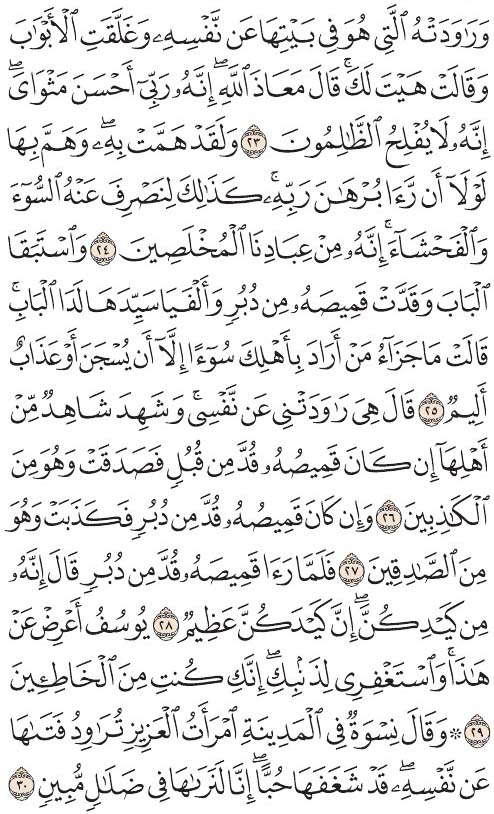 وَرَٰوَدَتْهُ ٱلَّتِى هُوَ فِى بَيْتِهَا عَن نَّفْسِهِۦ وَغَلَّقَتِ ٱلْأَبْوَٰبَ
وَقَالَتْ هَيْتَ لَكَ ۚ قَالَ مَعَاذَ ٱللَّهِ ۖ إِنَّهُۥ رَبِّىٓ أَحْسَنَ مَثْوَاىَ ۖ
إِنَّهُۥ لَا يُفْلِحُ ٱلظَّٰلِمُونَ ٢٣ وَلَقَدْ هَمَّتْ بِهِۦ ۖ وَهَمَّ بِهَا
لَوْلَآ أَن رَّءَا بُرْهَٰنَ رَبِّهِۦ ۚ كَذَٰلِكَ لِنَصْرِفَ عَنْهُ ٱلسُّوٓءَ
وَٱلْفَحْشَآءَ ۚ إِنَّهُۥ مِنْ عِبَادِنَا ٱلْمُخْلَصِينَ ٢٤ وَٱسْتَبَقَا
ٱلْبَابَ وَقَدَّتْ قَمِيصَهُۥ مِن دُبُرٍ وَأَلْفَيَا سَيِّدَهَا لَدَا ٱلْبَابِ ۚ
قَالَتْ مَا جَزَآءُ مَنْ أَرَادَ بِأَهْلِكَ سُوٓءًا إِلَّآ أَن يُسْجَنَ أَوْ عَذَابٌ
أَلِيمٌ ٢٥ قَالَ هِىَ رَٰوَدَتْنِى عَن نَّفْسِى ۚ وَشَهِدَ شَاهِدٌ مِّنْ
أَهْلِهَآ إِن كَانَ قَمِيصُهُۥ قُدَّ مِن قُبُلٍ فَصَدَقَتْ وَهُوَ مِنَ
ٱلْكَٰذِبِينَ ٢٦ وَإِن كَانَ قَمِيصُهُۥ قُدَّ مِن دُبُرٍ فَكَذَبَتْ وَهُوَ
مِنَ ٱلصَّٰدِقِينَ ٢٧ فَلَمَّا رَءَا قَمِيصَهُۥ قُدَّ مِن دُبُرٍ قَالَ إِنَّهُۥ
مِن كَيْدِكُنَّ ۖ إِنَّ كَيْدَكُنَّ عَظِيمٌ ٢٨ يُوسُفُ أَعْرِضْ عَنْ
هَٰذَا ۚ وَٱسْتَغْفِرِى لِذَنۢبِكِ ۖ إِنَّكِ كُنتِ مِنَ ٱلْخَاطِـِٔينَ
٢٩ ۞ وَقَالَ نِسْوَةٌ فِى ٱلْمَدِينَةِ ٱمْرَأَتُ ٱلْعَزِيزِ تُرَٰوِدُ فَتَىٰهَا
عَن نَّفْسِهِۦ ۖ قَدْ شَغَفَهَا حُبًّا ۖ إِنَّا لَنَرَىٰهَا فِى ضَلَٰلٍ مُّبِينٍ ٣٠